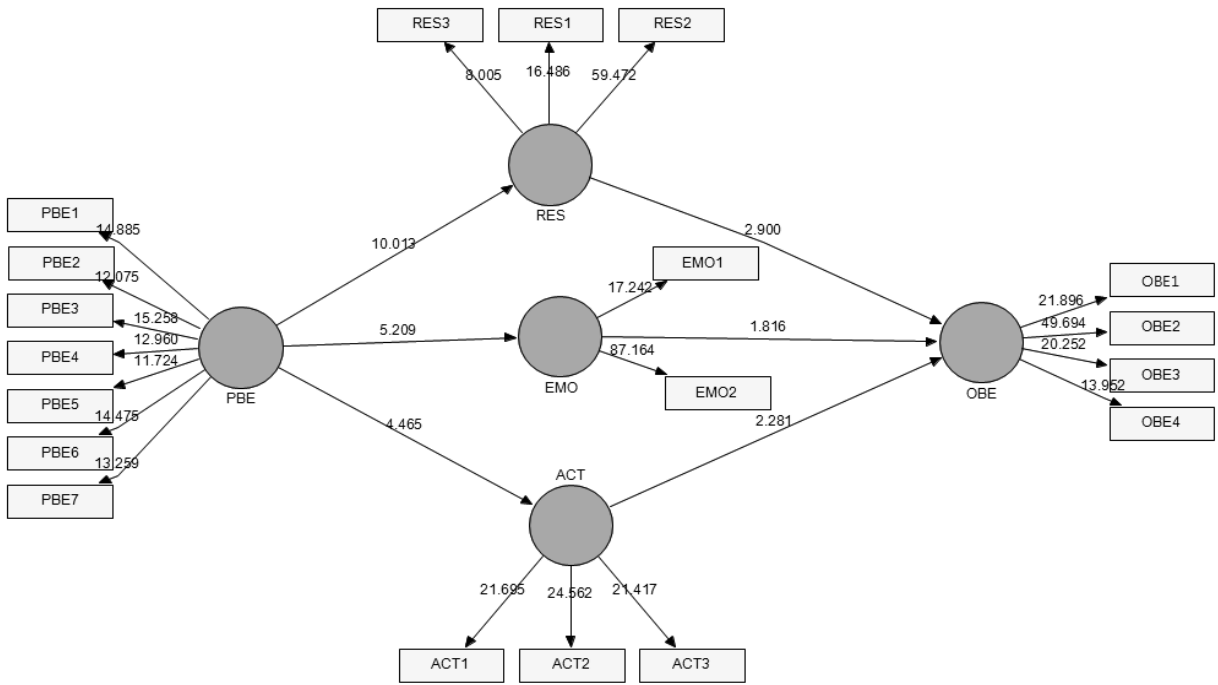 RES3
RES1
RES2
8.005
16.486
59.472
RES
PBE1
PBE2
PBE3
PBE4
PBE5
PBE6
PBE7
14.885
12.075
15.258
12.960
11.724
14.475
13.259
PBE
10.013
5.209
4.465
EMO1
17.242
EMO
87.164
EMO2
2.900
1.816
2.281
OBE
21.896
49.694
20.252
13.952
OBE1
OBE2
OBE3
OBE4
ACT
21.695
24.562
21.417
ACT1
ACT2
ACT3